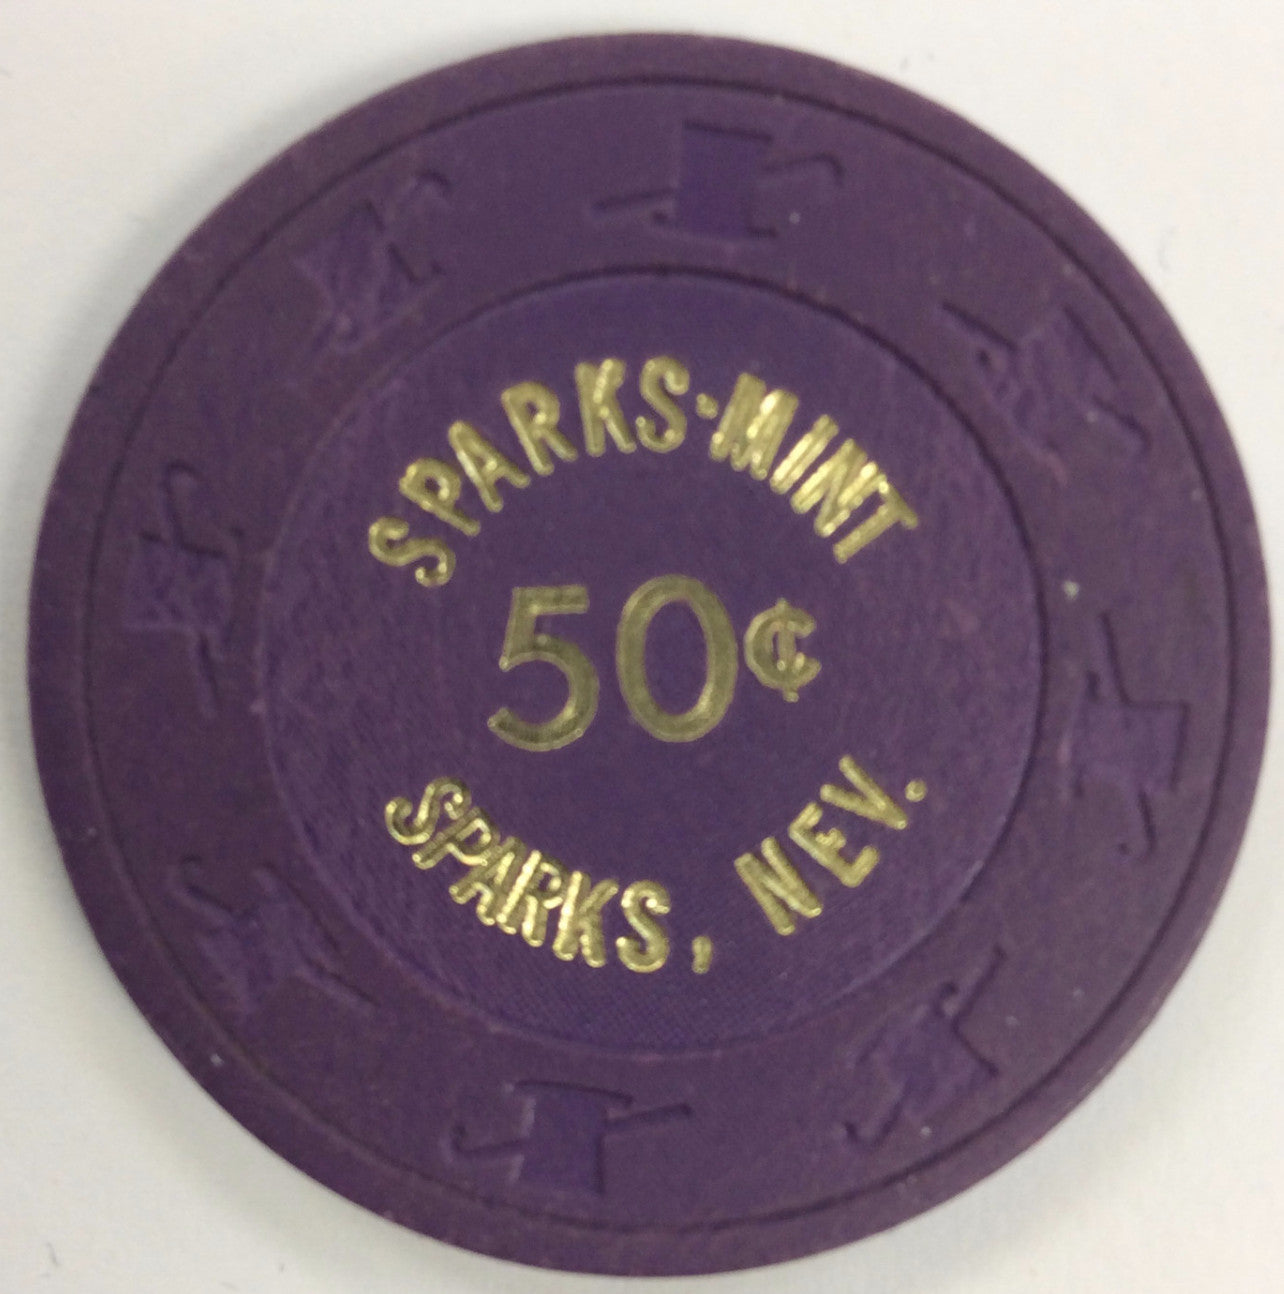 SPARKS·MINT
50¢
SPARKS, NEV.